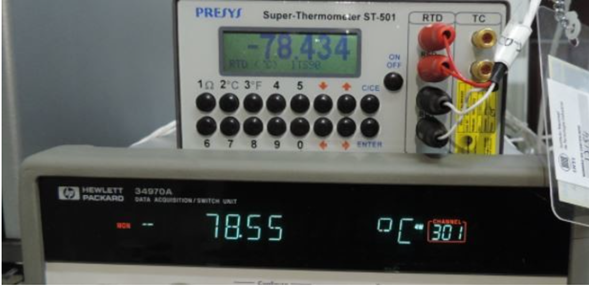 PRESYS Super-Thermometer ST-501
RTD TC
-78.434
ON
OFF
1Ω 2°C 3°F 4 5 C/CE
6 7 8 9 0 ENTER
hp HEWLETT PACKARD 34970A
DATA ACQUISITION / SWITCH UNIT
MON -- 78.55 °C CHANNEL 301